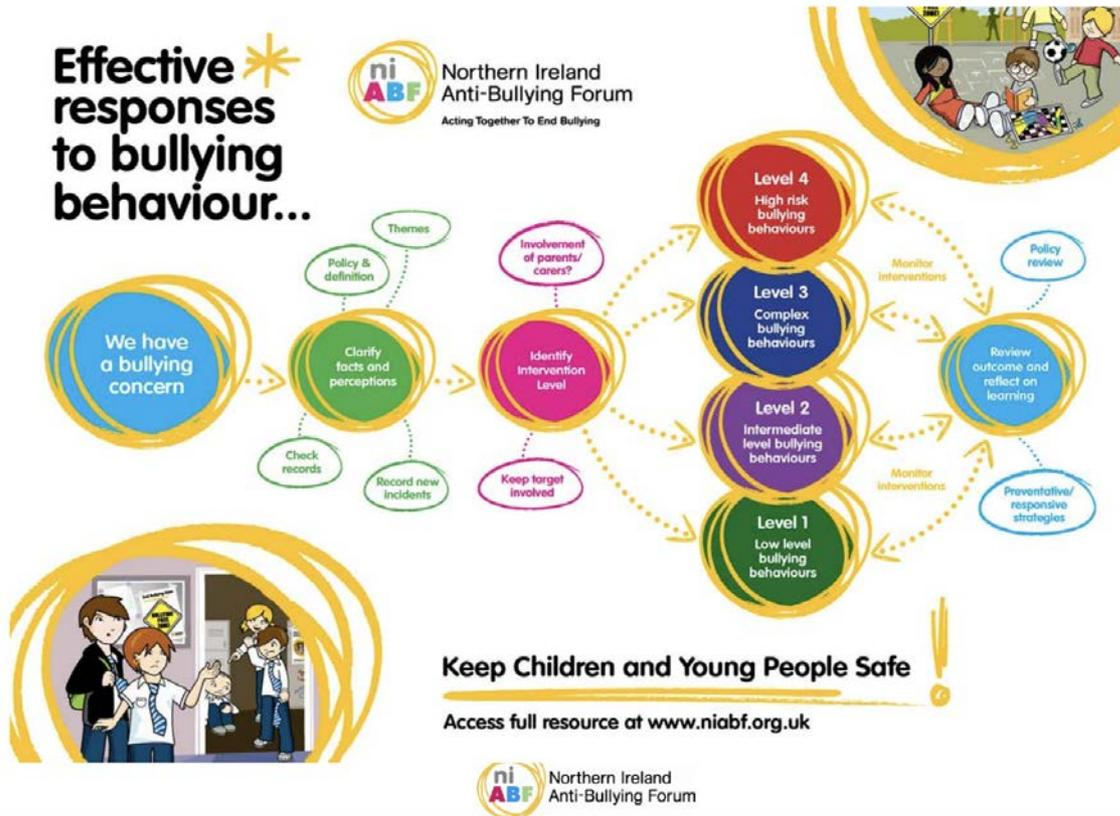 Effective
responses
to bullying
behaviour...
ni
ABF
Northern Ireland
Anti-Bullying Forum
Acting Together To End Bullying
We have
a bullying
concern
Themes
Policy &
definition
Clarify
facts and
perceptions
Check
records
Record new
incidents
Involvement
of parents/
carers?
Identify
Intervention
Level
Keep target
involved
Level 4
High risk
bullying
behaviours
Level 3
Complex
bullying
behaviours
Level 2
Intermediate
level bullying
behaviours
Level 1
Low level
bullying
behaviours
Monitor
interventions
Monitor
interventions
Policy
review
Review
outcome and
reflect on
learning
Preventative/
responsive
strategies
BULLYING
FREE
ZONE!
Keep Children and Young People Safe!
Access full resource at www.niabf.org.uk
ni
ABF
Northern Ireland
Anti-Bullying Forum